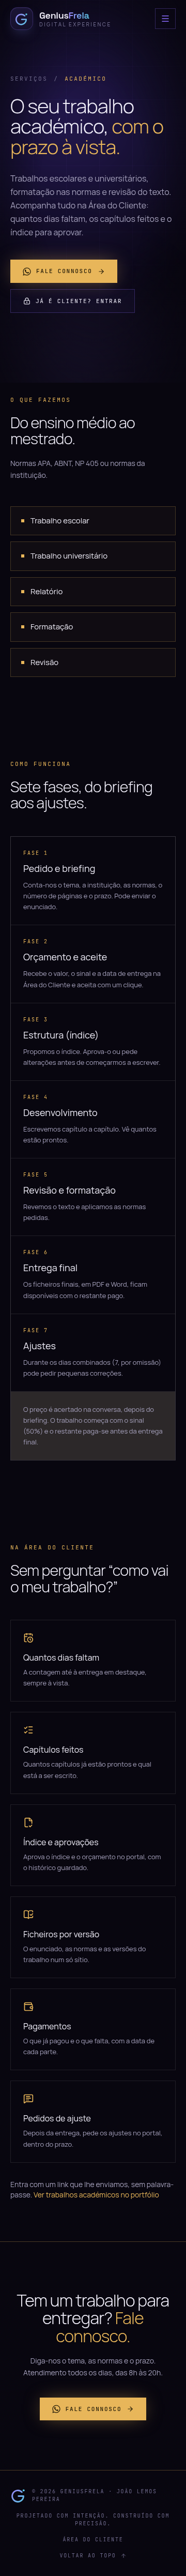 GeniusFrela
DIGITAL EXPERIENCE
SERVIÇOS / ACADÉMICO
O seu trabalho
académico, com o
prazo à vista.
Trabalhos escolares e universitários,
formatação nas normas e revisão do texto.
Acompanha tudo na Área do Cliente:
quantos dias faltam, os capítulos feitos e o
índice para aprovar.
FALE CONNOSCO →
JÁ É CLIENTE? ENTRAR
O QUE FAZEMOS
Do ensino médio ao
mestrado.
Normas APA, ABNT, NP 405 ou normas da
instituição.
Trabalho escolar
Trabalho universitário
Relatório
Formatação
Revisão
COMO FUNCIONA
Sete fases, do briefing
aos ajustes.
FASE 1
Pedido e briefing
Conta-nos o tema, a instituição, as normas, o
número de páginas e o prazo. Pode enviar o
enunciado.
FASE 2
Orçamento e aceite
Recebe o valor, o sinal e a data de entrega na
Área do Cliente e aceita com um clique.
FASE 3
Estrutura (índice)
Propomos o índice. Aprova-o ou pede
alterações antes de começarmos a escrever.
FASE 4
Desenvolvimento
Escrevemos capítulo a capítulo. Vê quantos
estão prontos.
FASE 5
Revisão e formatação
Revemos o texto e aplicamos as normas
pedidas.
FASE 6
Entrega final
Os ficheiros finais, em PDF e Word, ficam
disponíveis com o restante pago.
FASE 7
Ajustes
Durante os dias combinados (7, por omissão)
pode pedir pequenas correções.
O preço é acertado na conversa, depois do
briefing. O trabalho começa com o sinal
(50%) e o restante paga-se antes da entrega
final.
NA ÁREA DO CLIENTE
Sem perguntar “como vai
o meu trabalho?”
Quantos dias faltam
A contagem até à entrega em destaque,
sempre à vista.
Capítulos feitos
Quantos capítulos já estão prontos e qual
está a ser escrito.
Índice e aprovações
Aprova o índice e o orçamento no portal, com
o histórico guardado.
Ficheiros por versão
O enunciado, as normas e as versões do
trabalho num só sítio.
Pagamentos
O que já pagou e o que falta, com a data de
cada parte.
Pedidos de ajuste
Depois da entrega, pede os ajustes no portal,
dentro do prazo.
Entra com um link que lhe enviamos, sem palavra-
passe. Ver trabalhos académicos no portfólio
Tem um trabalho para
entregar? Fale
connosco.
Diga-nos o tema, as normas e o prazo.
Atendimento todos os dias, das 8h às 20h.
FALE CONNOSCO →
© 2026 GENIUSFRELA · JOÃO LEMOS
PEREIRA
PROJETADO COM INTENÇÃO. CONSTRUÍDO COM
PRECISÃO.
ÁREA DO CLIENTE
VOLTAR AO TOPO ↑